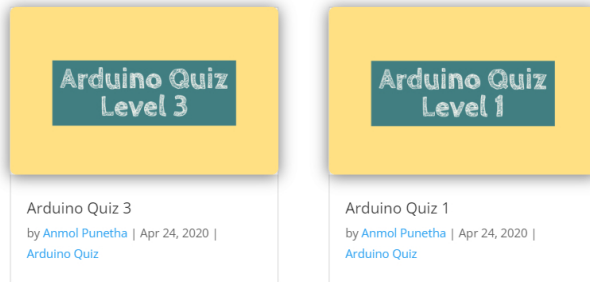 Arduino Quiz
Level 3
Arduino Quiz 3
by Anmol Punetha | Apr 24, 2020 |
Arduino Quiz
Arduino Quiz
Level 1
Arduino Quiz 1
by Anmol Punetha | Apr 24, 2020 |
Arduino Quiz